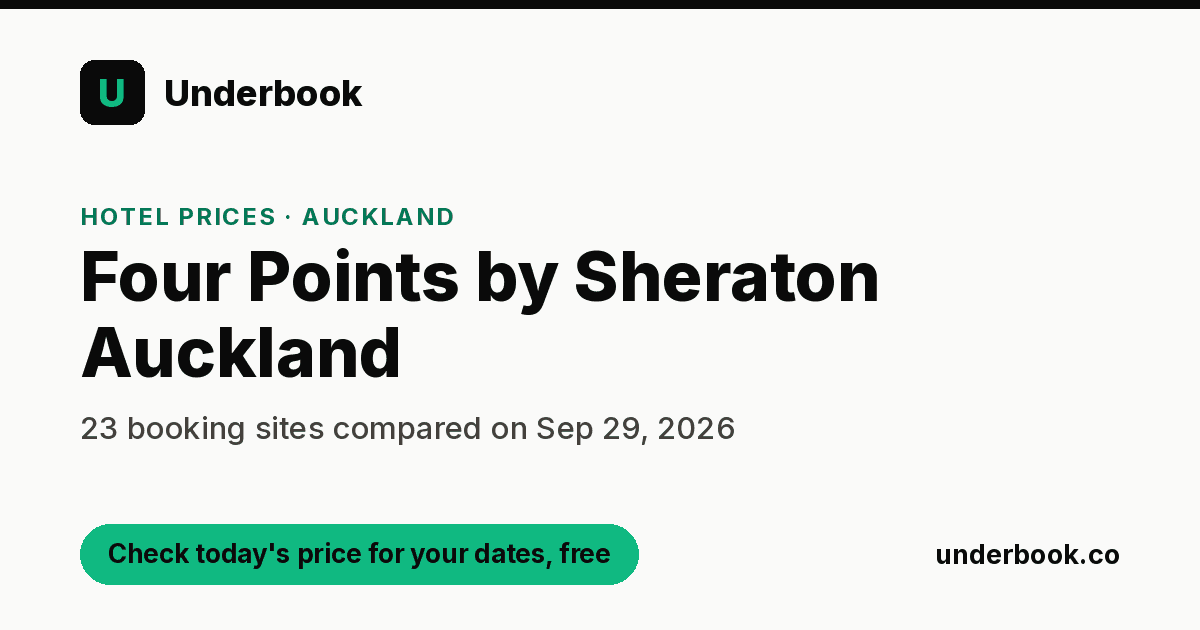 U Underbook
HOTEL PRICES · AUCKLAND
Four Points by Sheraton
Auckland
23 booking sites compared on Sep 29, 2026
Check today's price for your dates, free
underbook.co